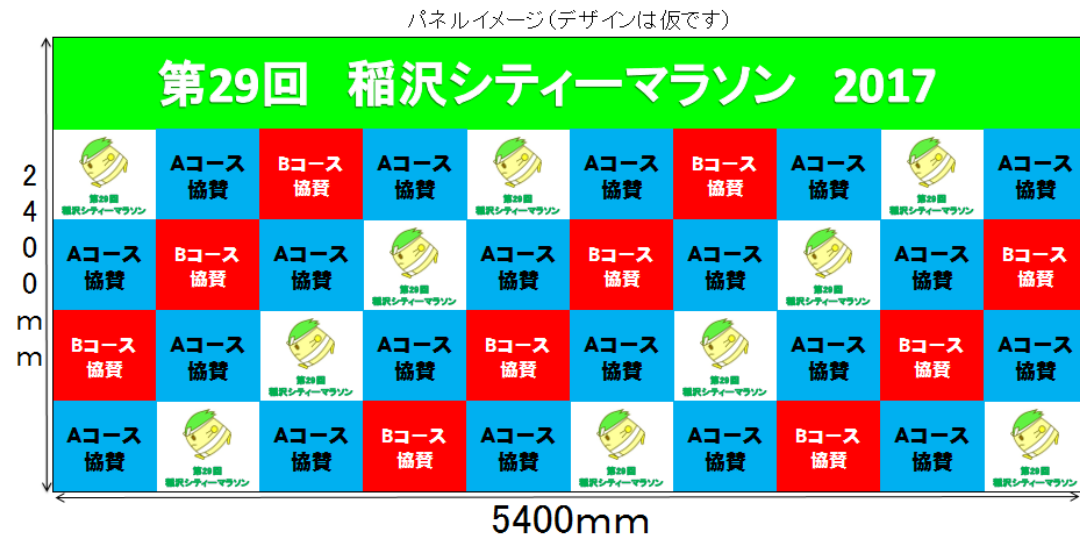 パネルイメージ(デザインは仮です)
第29回　稲沢シティーマラソン　2017
第29回
稲沢シティーマラソン
Aコース
協賛
Bコース
協賛
Aコース
協賛
第29回
稲沢シティーマラソン
Aコース
協賛
Bコース
協賛
Aコース
協賛
第29回
稲沢シティーマラソン
Aコース
協賛
Aコース
協賛
Bコース
協賛
Aコース
協賛
第29回
稲沢シティーマラソン
Aコース
協賛
Bコース
協賛
Aコース
協賛
第29回
稲沢シティーマラソン
Aコース
協賛
Bコース
協賛
Bコース
協賛
Aコース
協賛
第29回
稲沢シティーマラソン
Aコース
協賛
Bコース
協賛
Aコース
協賛
第29回
稲沢シティーマラソン
Aコース
協賛
Bコース
協賛
Aコース
協賛
Aコース
協賛
第29回
稲沢シティーマラソン
Aコース
協賛
Bコース
協賛
Aコース
協賛
第29回
稲沢シティーマラソン
Aコース
協賛
Bコース
協賛
Aコース
協賛
第29回
稲沢シティーマラソン
2400mm
5400mm